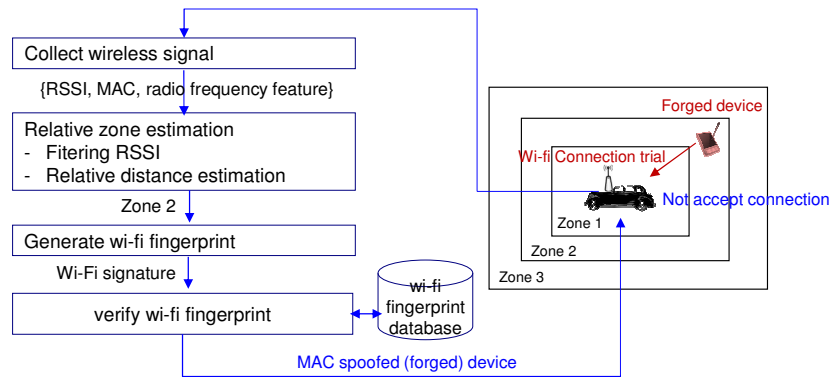 Collect wireless signal
{RSSI, MAC, radio frequency feature}
Relative zone estimation
- Fitering RSSI
- Relative distance estimation
Zone 2
Generate wi-fi fingerprint
Wi-Fi signature
verify wi-fi fingerprint
wi-fi
fingerprint
database
MAC spoofed (forged) device
Forged device
Wi-fi Connection trial
Not accept connection
Zone 1
Zone 2
Zone 3